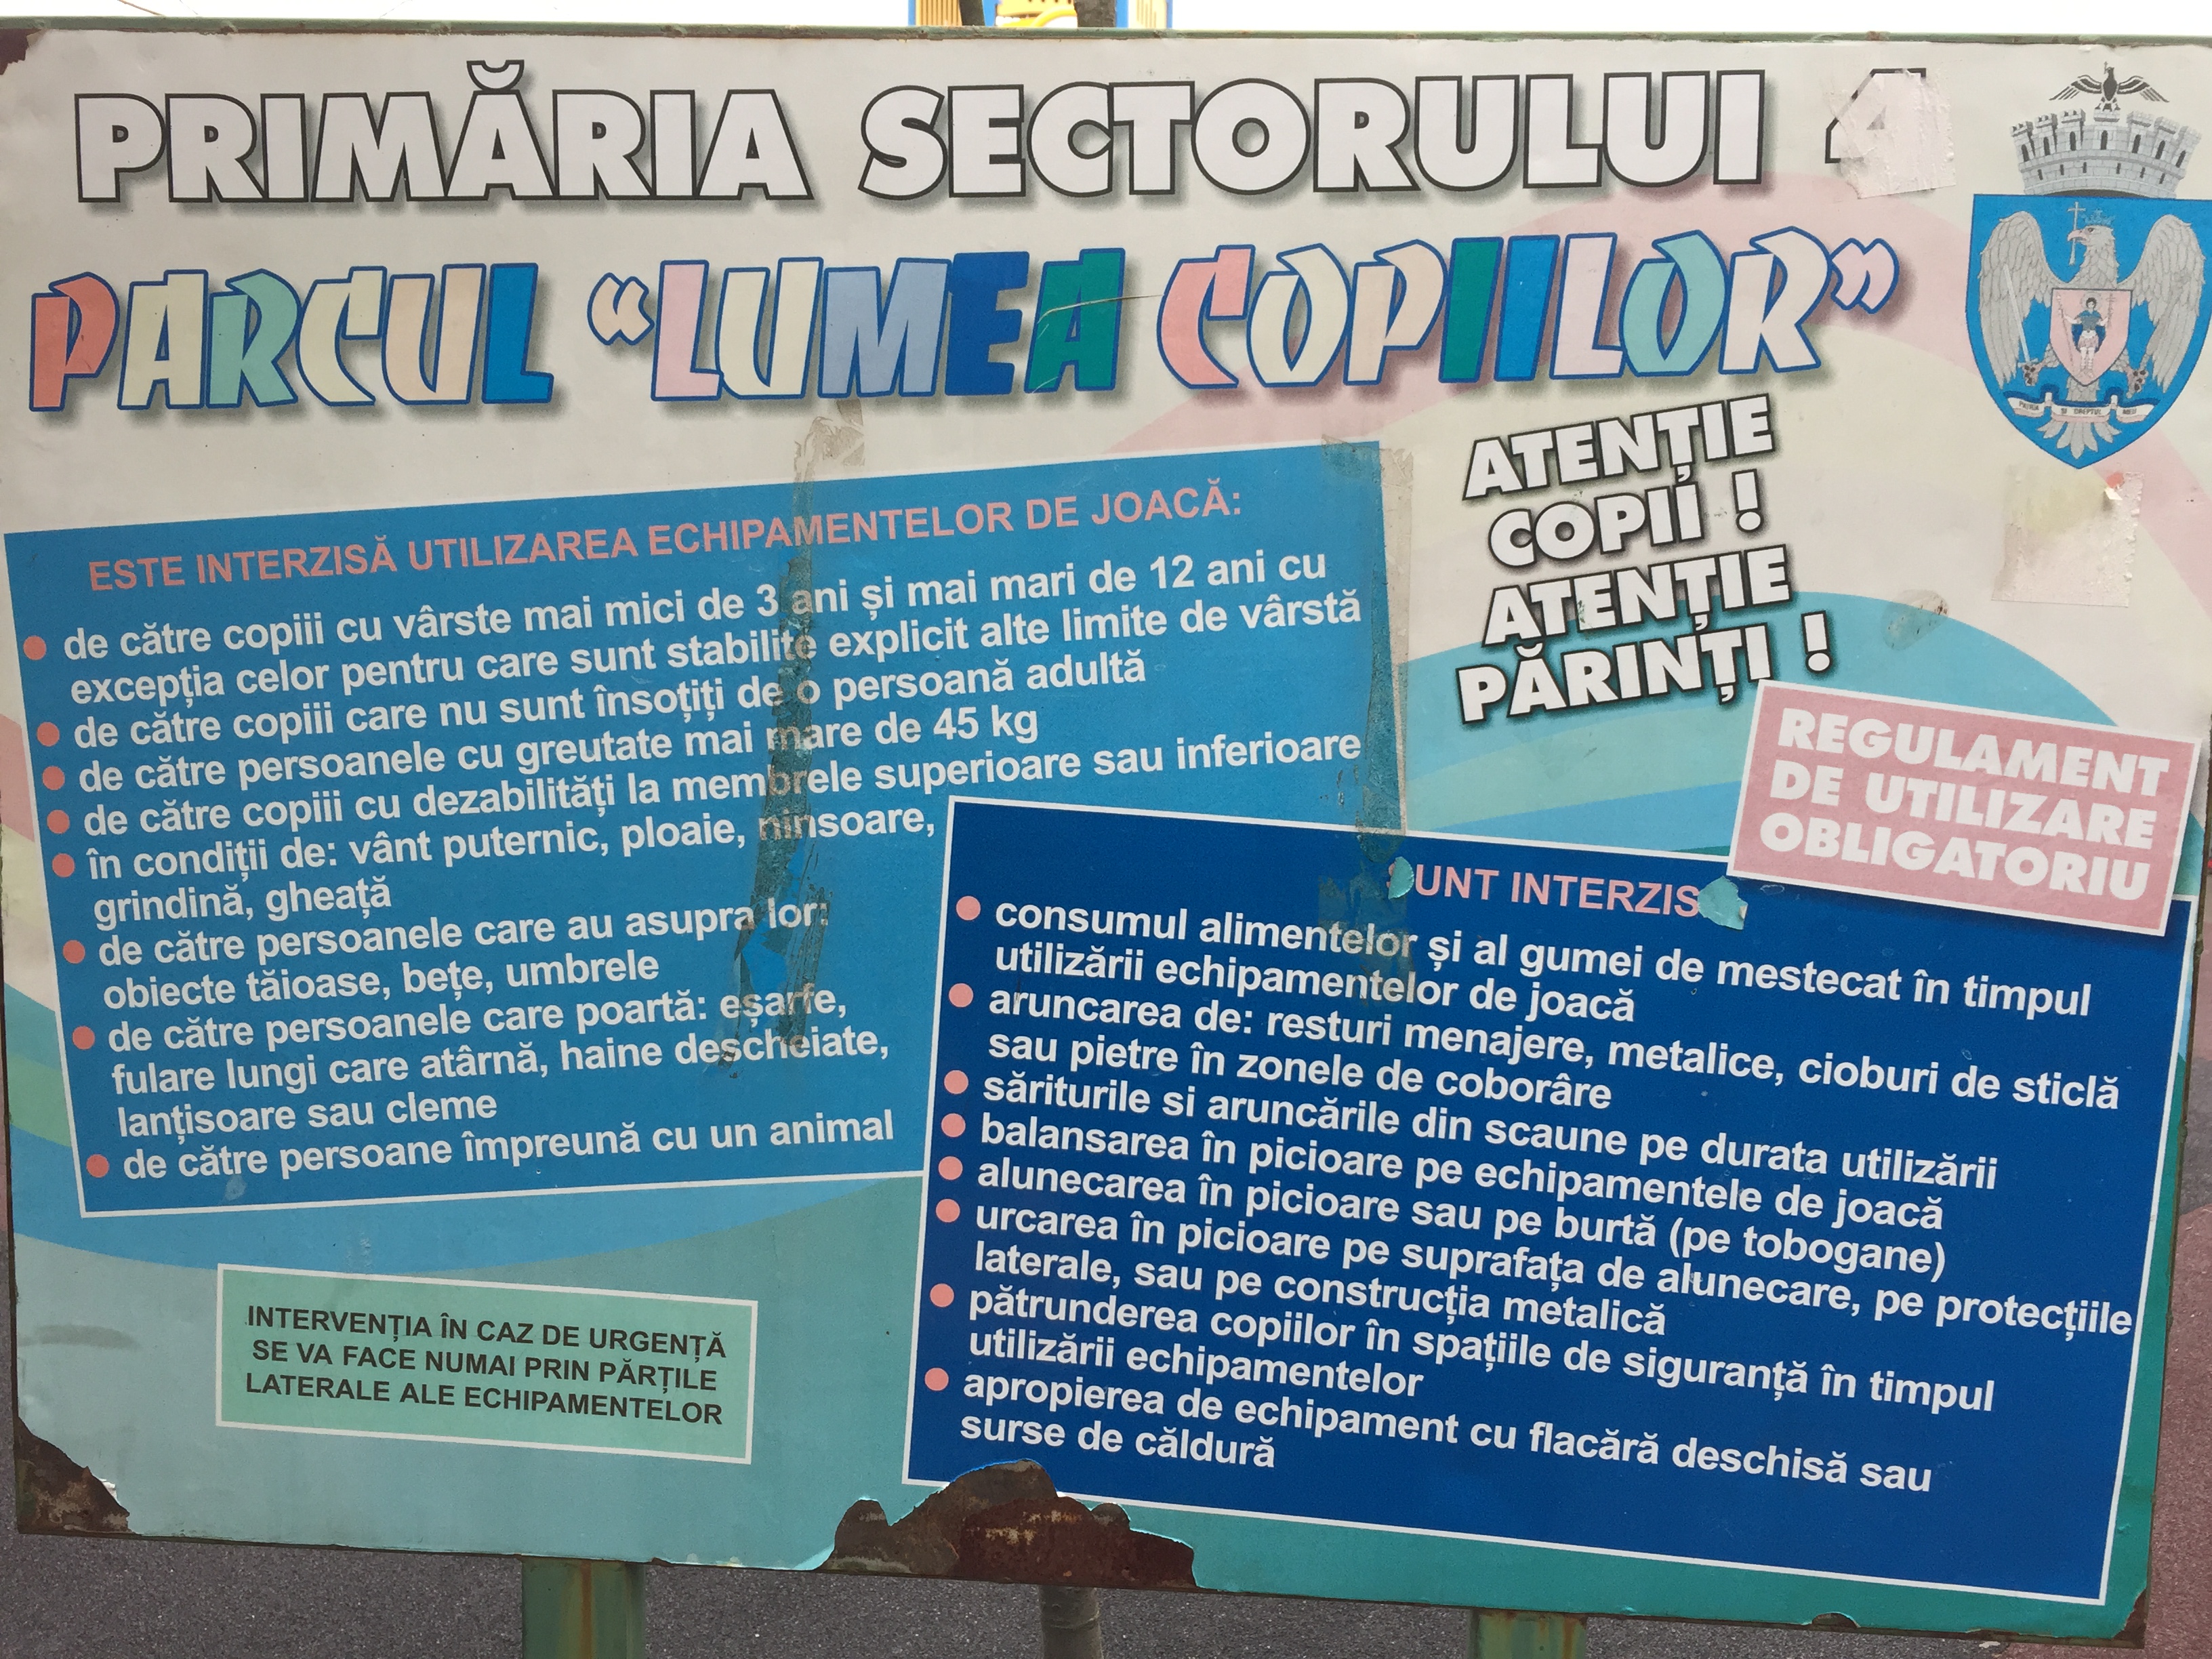 PRIMĂRIA SECTORULUI 4
PARCUL “LUMEA COPIILOR”
ATENȚIE
COPII !
ATENȚIE
PĂRINȚI !
REGULAMENT
DE UTILIZARE
OBLIGATORIU
ESTE INTERZISĂ UTILIZAREA ECHIPAMENTELOR DE JOACĂ:
de către copiii cu vârste mai mici de 3 ani și mai mari de 12 ani cu
excepția celor pentru care sunt stabilite explicit alte limite de vârstă
de către copiii care nu sunt însoțiți de o persoană adultă
de către persoanele cu greutate mai mare de 45 kg
de către copiii cu dezabilități la membrele superioare sau inferioare
în condiții de: vânt puternic, ploaie, ninsoare,
grindină, gheață
de către persoanele care au asupra lor:
obiecte tăioase, bețe, umbrele
de către persoanele care poartă: eșarfe,
fulare lungi care atârnă, haine descheiate,
lanțisoare sau cleme
de către persoane împreună cu un animal
SUNT INTERZIS
consumul alimentelor și al gumei de mestecat în timpul
utilizării echipamentelor de joacă
aruncarea de: resturi menajere, metalice, cioburi de sticlă
sau pietre în zonele de coborâre
săriturile si aruncările din scaune pe durata utilizării
balansarea în picioare pe echipamentele de joacă
alunecarea în picioare sau pe burtă (pe tobogane)
urcarea în picioare pe suprafața de alunecare, pe protecțiile
laterale, sau pe construcția metalică
pătrunderea copiilor în spațiile de siguranță în timpul
utilizării echipamentelor
apropierea de echipament cu flacără deschisă sau
surse de căldură
INTERVENȚIA ÎN CAZ DE URGENȚĂ
SE VA FACE NUMAI PRIN PĂRȚILE
LATERALE ALE ECHIPAMENTELOR
PATRIA ȘI DREPTUL MEU